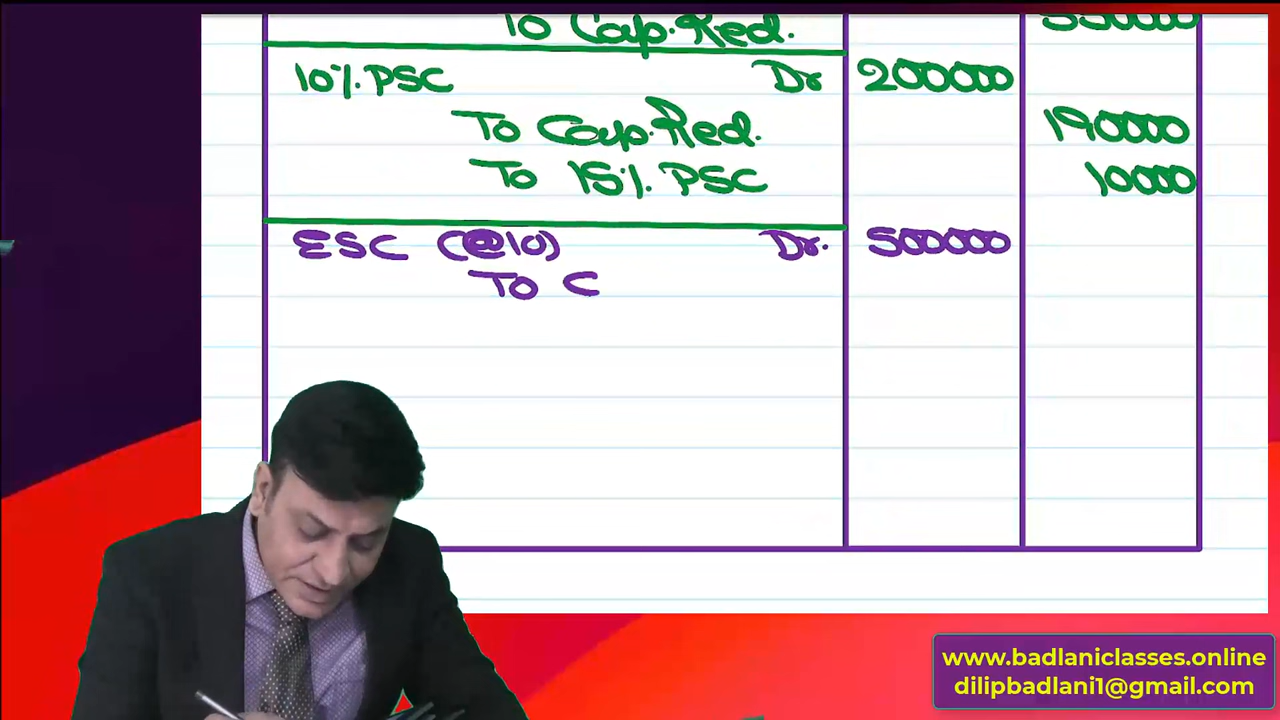 To Cap. Red. 550000
10% PSC Dr 200000
To Cap. Red. 190000
To 15% PSC 10000
ESC (@10) Dr. 500000
To C
www.badlaniclasses.online
dilipbadlani1@gmail.com